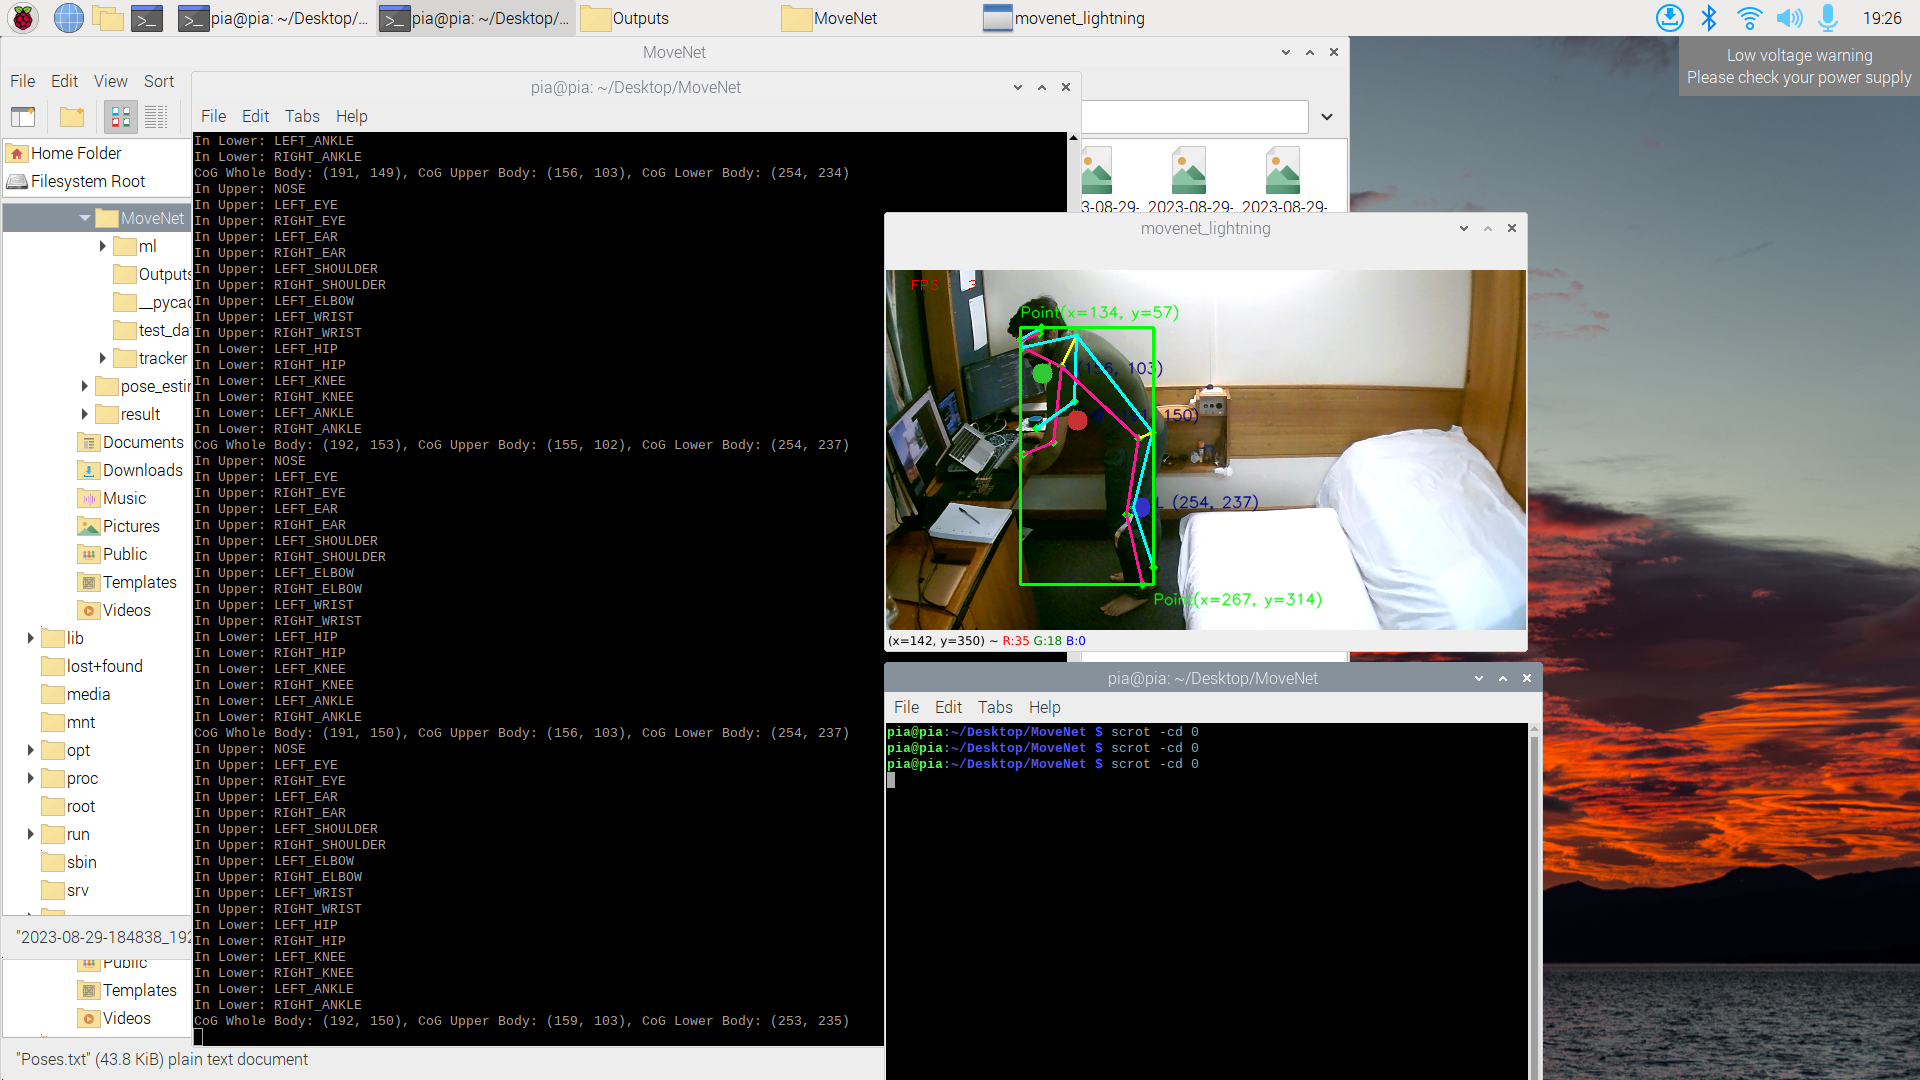 pia@pia: ~/Desktop/...
pia@pia: ~/Desktop/...
Outputs
MoveNet
movenet_lightning
19:26
Low voltage warning
Please check your power supply
MoveNet
File Edit View Sort
Home Folder
Filesystem Root
MoveNet
ml
Outputs
__pycac
test_da
tracker
pose_estin
result
Documents
Downloads
Music
Pictures
Public
Templates
Videos
lib
lost+found
media
mnt
opt
proc
root
run
sbin
srv
"2023-08-29-184838_192
Public
Templates
Videos
"Poses.txt" (43.8 KiB) plain text document
3-08-29- 2023-08-29- 2023-08-29-
pia@pia: ~/Desktop/MoveNet
File Edit Tabs Help
In Lower: LEFT_ANKLE
In Lower: RIGHT_ANKLE
CoG Whole Body: (191, 149), CoG Upper Body: (156, 103), CoG Lower Body: (254, 234)
In Upper: NOSE
In Upper: LEFT_EYE
In Upper: RIGHT_EYE
In Upper: LEFT_EAR
In Upper: RIGHT_EAR
In Upper: LEFT_SHOULDER
In Upper: RIGHT_SHOULDER
In Upper: LEFT_ELBOW
In Upper: LEFT_WRIST
In Upper: RIGHT_WRIST
In Lower: LEFT_HIP
In Lower: RIGHT_HIP
In Lower: LEFT_KNEE
In Lower: RIGHT_KNEE
In Lower: LEFT_ANKLE
In Lower: RIGHT_ANKLE
CoG Whole Body: (192, 153), CoG Upper Body: (155, 102), CoG Lower Body: (254, 237)
In Upper: NOSE
In Upper: LEFT_EYE
In Upper: RIGHT_EYE
In Upper: LEFT_EAR
In Upper: RIGHT_EAR
In Upper: LEFT_SHOULDER
In Upper: RIGHT_SHOULDER
In Upper: LEFT_ELBOW
In Upper: RIGHT_ELBOW
In Upper: LEFT_WRIST
In Upper: RIGHT_WRIST
In Lower: LEFT_HIP
In Lower: RIGHT_HIP
In Lower: LEFT_KNEE
In Lower: RIGHT_KNEE
In Lower: LEFT_ANKLE
In Lower: RIGHT_ANKLE
CoG Whole Body: (191, 150), CoG Upper Body: (156, 103), CoG Lower Body: (254, 237)
In Upper: NOSE
In Upper: LEFT_EYE
In Upper: RIGHT_EYE
In Upper: LEFT_EAR
In Upper: RIGHT_EAR
In Upper: LEFT_SHOULDER
In Upper: RIGHT_SHOULDER
In Upper: LEFT_ELBOW
In Upper: RIGHT_ELBOW
In Upper: LEFT_WRIST
In Upper: RIGHT_WRIST
In Lower: LEFT_HIP
In Lower: RIGHT_HIP
In Lower: LEFT_KNEE
In Lower: RIGHT_KNEE
In Lower: LEFT_ANKLE
In Lower: RIGHT_ANKLE
CoG Whole Body: (192, 150), CoG Upper Body: (159, 103), CoG Lower Body: (253, 235)
movenet_lightning
Point(x=134, y=57)
103)
150)
L (254, 237)
Point(x=267, y=314)
(x=142, y=350) ~ R:35 G:18 B:0
pia@pia: ~/Desktop/MoveNet
File Edit Tabs Help
pia@pia:~/Desktop/MoveNet $ scrot -cd 0
pia@pia:~/Desktop/MoveNet $ scrot -cd 0
pia@pia:~/Desktop/MoveNet $ scrot -cd 0